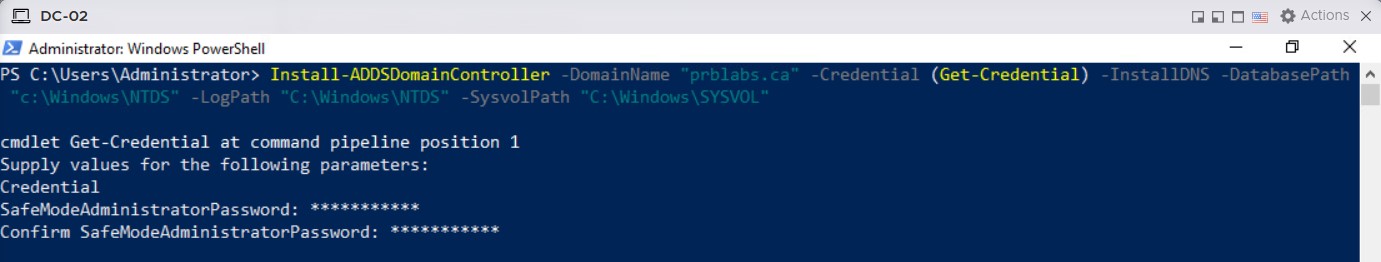 DC-02
Actions
Administrator: Windows PowerShell
PS C:\Users\Administrator> Install-ADDSDomainController -DomainName "prblabs.ca" -Credential (Get-Credential) -InstallDNS -DatabasePath
"c:\Windows\NTDS" -LogPath "C:\Windows\NTDS" -SysvolPath "C:\Windows\SYSVOL"
cmdlet Get-Credential at command pipeline position 1
Supply values for the following parameters:
Credential
SafeModeAdministratorPassword: ***********
Confirm SafeModeAdministratorPassword: ***********